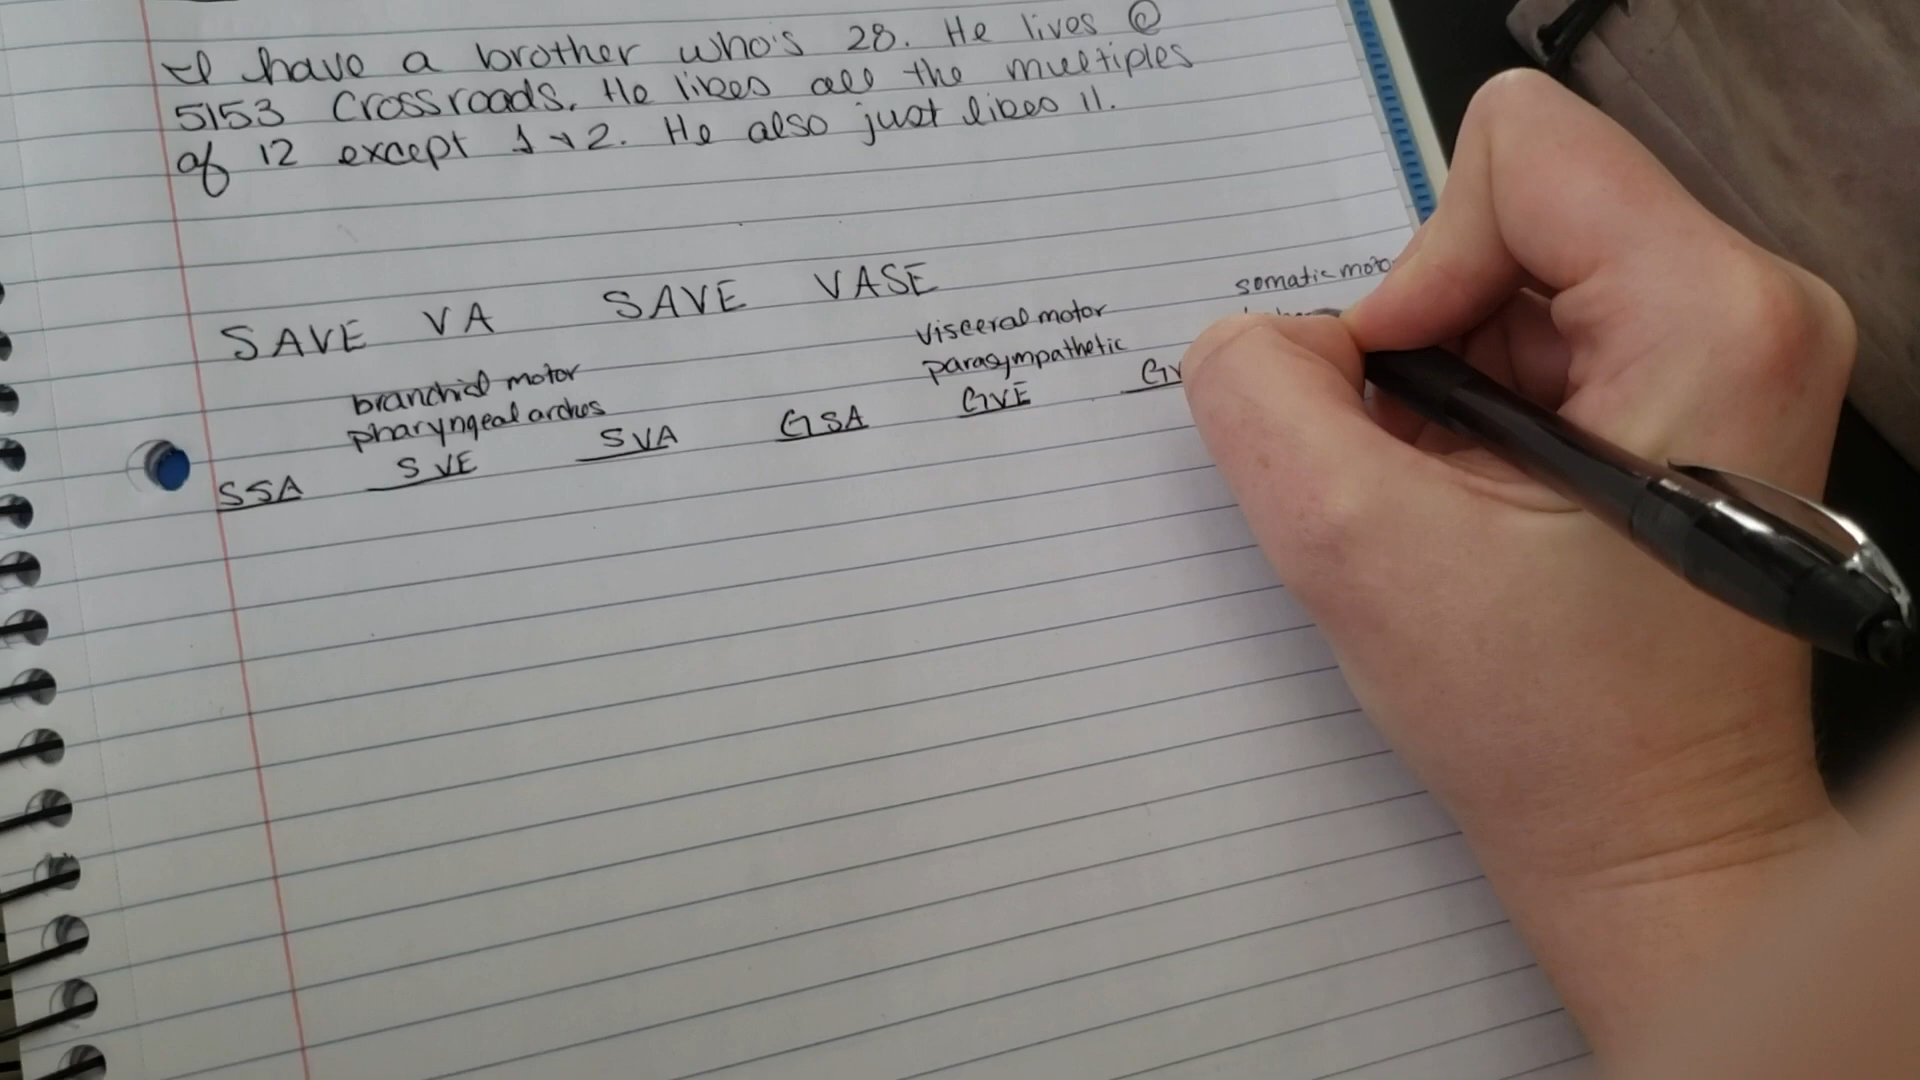 I have a brother who's 28. He lives @
5153 Crossroads. He likes all the multiples
of 12 except 1 + 2. He also just likes 11.
SAVE VA SAVE VASE
somatic
visceral motor
parasympathetic
branchial motor
pharyngeal arches
SSA SVE SVA GSA GVE